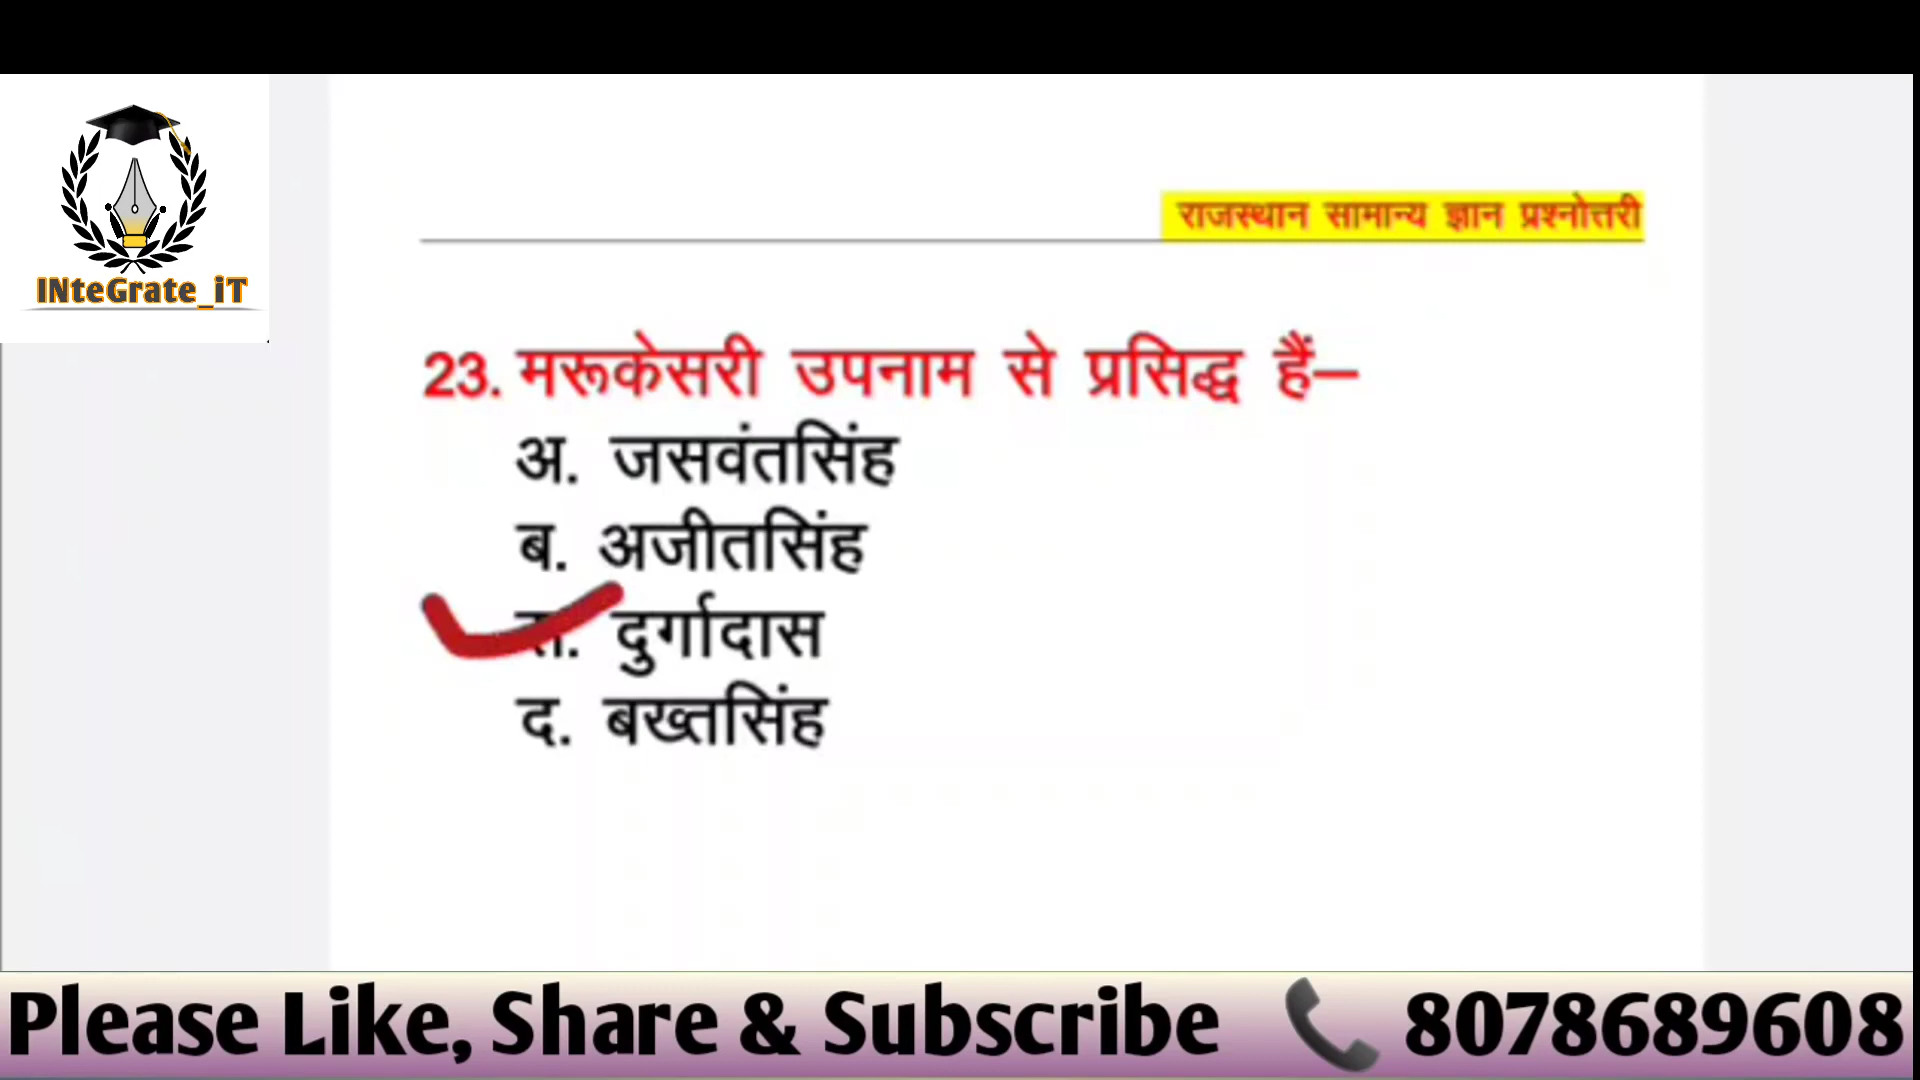 INteGrate_iT
राजस्थान सामान्य ज्ञान प्रश्नोत्तरी
23. मरूकेसरी उपनाम से प्रसिद्ध हैं–
अ. जसवंतसिंह
ब. अजीतसिंह
स. दुर्गादास
द. बख्तसिंह
Please Like, Share & Subscribe 8078689608